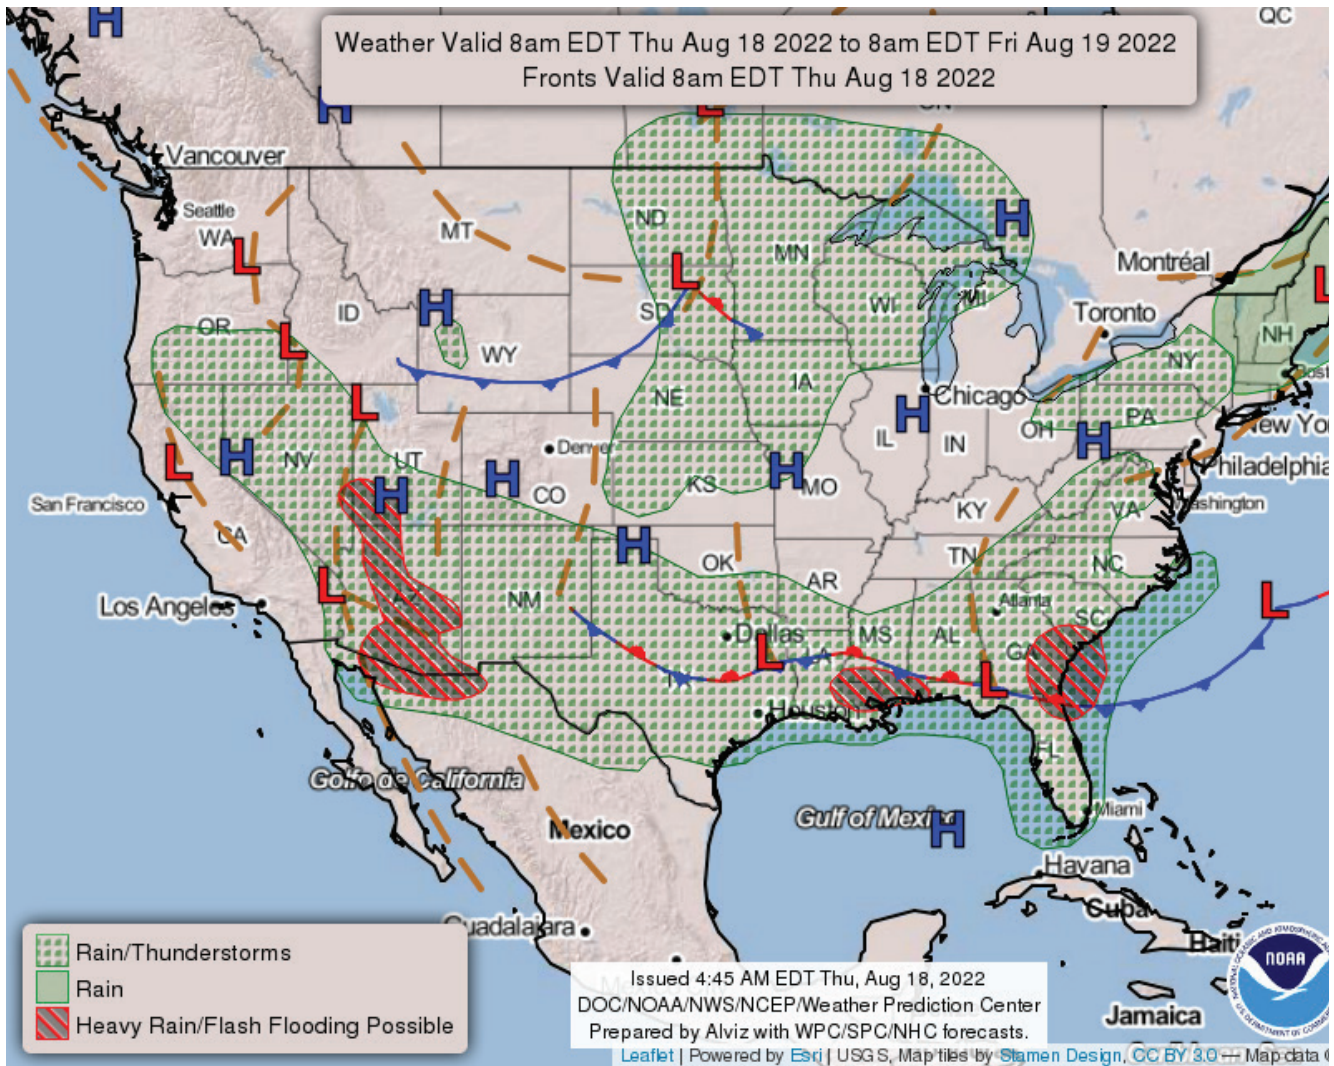 QC
Weather Valid 8am EDT Thu Aug 18 2022 to 8am EDT Fri Aug 19 2022
Fronts Valid 8am EDT Thu Aug 18 2022
H
H
L
ON
Vancouver
Seattle
WA
L
MT
ND
MN
H
Montréal
L
ID
H
WY
SD
L
WI
MI
Toronto
NH
OR
L
NE
IA
NY
L
Chicago
H
PA
IL
IN
OH
H
New Yo
L
H
NV
UT
H
H
Denver
CO
KS
H
MO
Philadelphia
San Francisco
KY
VA
Washington
CA
H
OK
AR
TN
NC
Los Angeles
L
AZ
NM
Atlanta
L
Dallas
L
LA
MS
AL
GA
SC
TX
L
Houston
FL
Golfo de California
Gulf of Mexico
H
Miami
Mexico
Havana
Cuba
Guadalajara
Haiti
Rain/Thunderstorms
Rain
Heavy Rain/Flash Flooding Possible
Issued 4:45 AM EDT Thu, Aug 18, 2022
DOC/NOAA/NWS/NCEP/Weather Prediction Center
Prepared by Alviz with WPC/SPC/NHC forecasts.
NOAA
Jamaica
Leaflet | Powered by Esri | USGS, Map tiles by Stamen Design, CC BY 3.0 — Map data ©